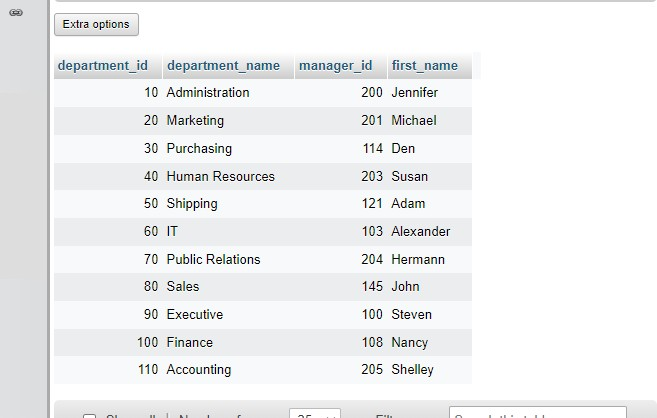 Extra options
department_id department_name manager_id first_name
10 Administration 200 Jennifer
20 Marketing 201 Michael
30 Purchasing 114 Den
40 Human Resources 203 Susan
50 Shipping 121 Adam
60 IT 103 Alexander
70 Public Relations 204 Hermann
80 Sales 145 John
90 Executive 100 Steven
100 Finance 108 Nancy
110 Accounting 205 Shelley